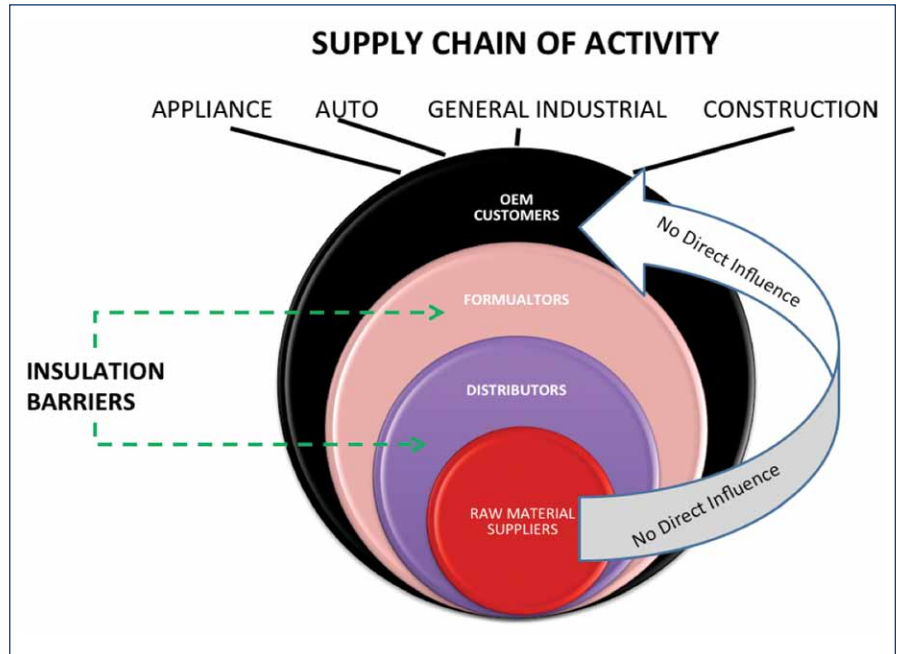 SUPPLY CHAIN OF ACTIVITY
APPLIANCE AUTO GENERAL INDUSTRIAL CONSTRUCTION
OEM
CUSTOMERS
No Direct Influence
FORMUALTORS
INSULATION
BARRIERS
DISTRIBUTORS
RAW MATERIAL
SUPPLIERS
No Direct Influence